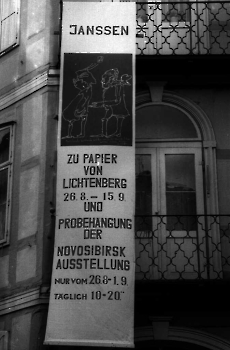 JANSSEN
ZU PAPIER
VON
LICHTENBERG
26.8.–15.9.
UND
PROBEHÄNGUNG
DER
NOVOSIBIRSK
AUSSTELLUNG
NUR VOM 26.8-1.9.
TÄGLICH 10-20°°